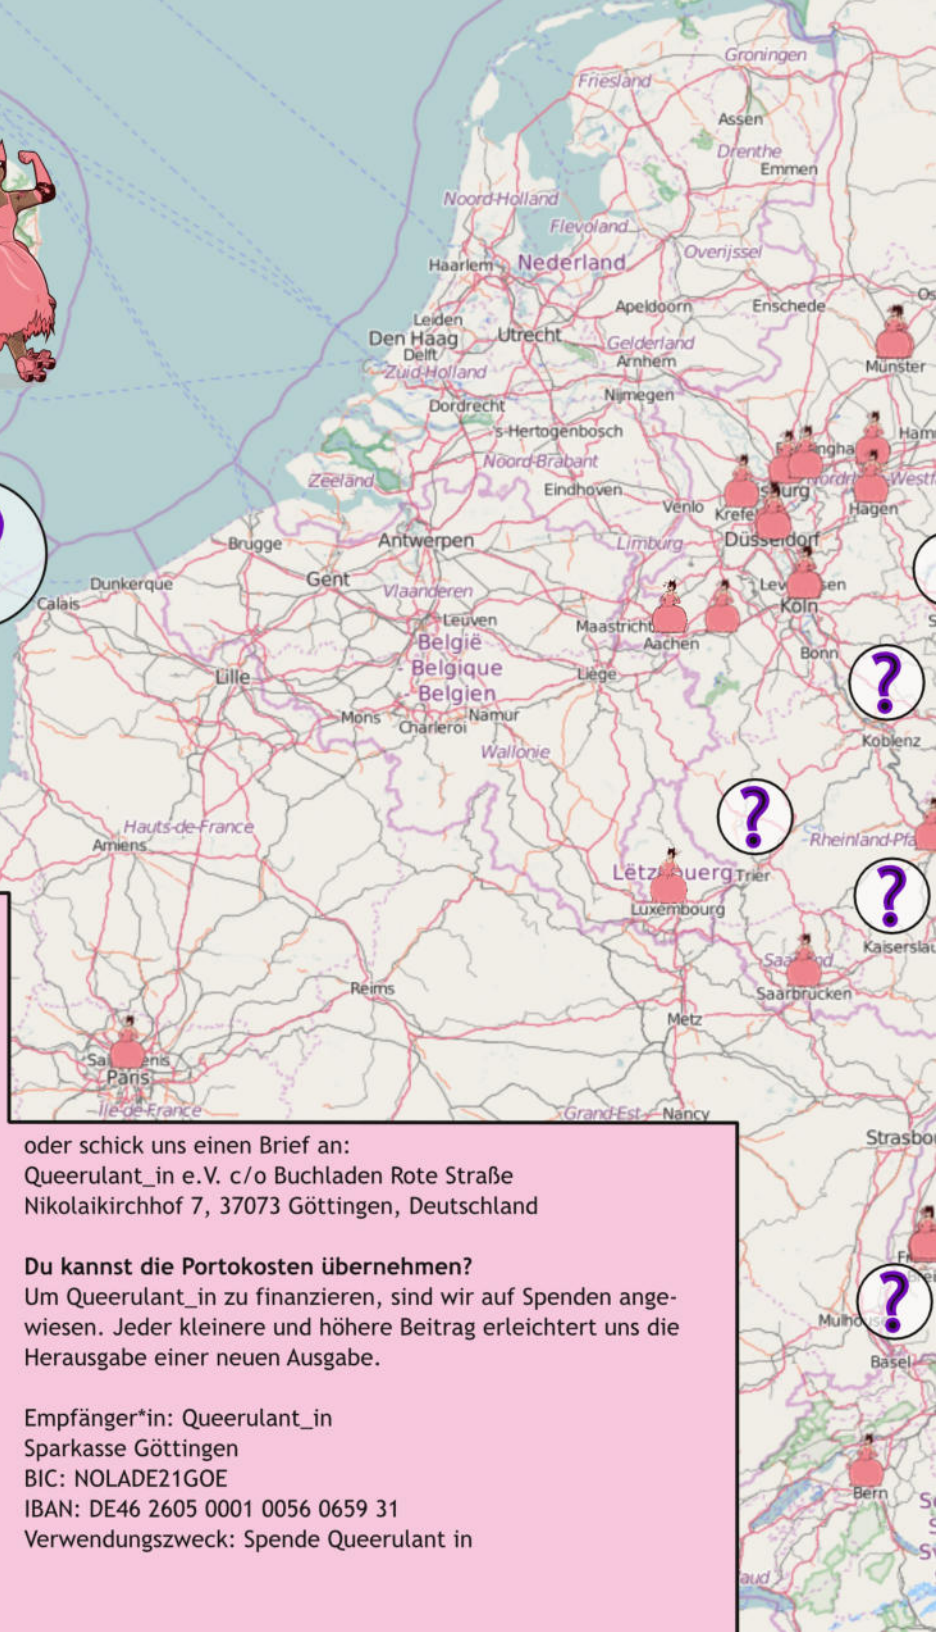 Groningen
Friesland
Assen
Drenthe
Emmen
Noord-Holland
Flevoland
Overijssel
Haarlem
Nederland
Apeldoorn
Enschede
Leiden
Den Haag
Utrecht
Gelderland
Delft
Arnhem
Münster
Zuid-Holland
Nijmegen
Dordrecht
's-Hertogenbosch
Noord-Brabant
Zeeland
Eindhoven
Venlo
Hagen
Limburg
Düsseldorf
Brugge
Antwerpen
Gent
Dunkerque
Vlaanderen
Calais
Leuven
Maastricht
Köln
België
Aachen
Bonn
- Belgique
Liège
Lille
- Belgien
Mons
Namur
Charleroi
Koblenz
Wallonie
Hauts-de-France
Amiens
Trier
Luxembourg
Reims
Saarbrücken
Metz
Paris
Île-de-France
Grand-Est
Nancy
oder schick uns einen Brief an:
Queerulant_in e.V. c/o Buchladen Rote Straße
Nikolaikirchhof 7, 37073 Göttingen, Deutschland
Du kannst die Portokosten übernehmen?
Um Queerulant_in zu finanzieren, sind wir auf Spenden ange-
wiesen. Jeder kleinere und höhere Beitrag erleichtert uns die
Herausgabe einer neuen Ausgabe.
Empfänger*in: Queerulant_in
Sparkasse Göttingen
BIC: NOLADE21GOE
IBAN: DE46 2605 0001 0056 0659 31
Verwendungszweck: Spende Queerulant in
Basel
Bern
?
?
?
?